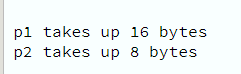 p1 takes up 16 bytes
p2 takes up 8 bytes